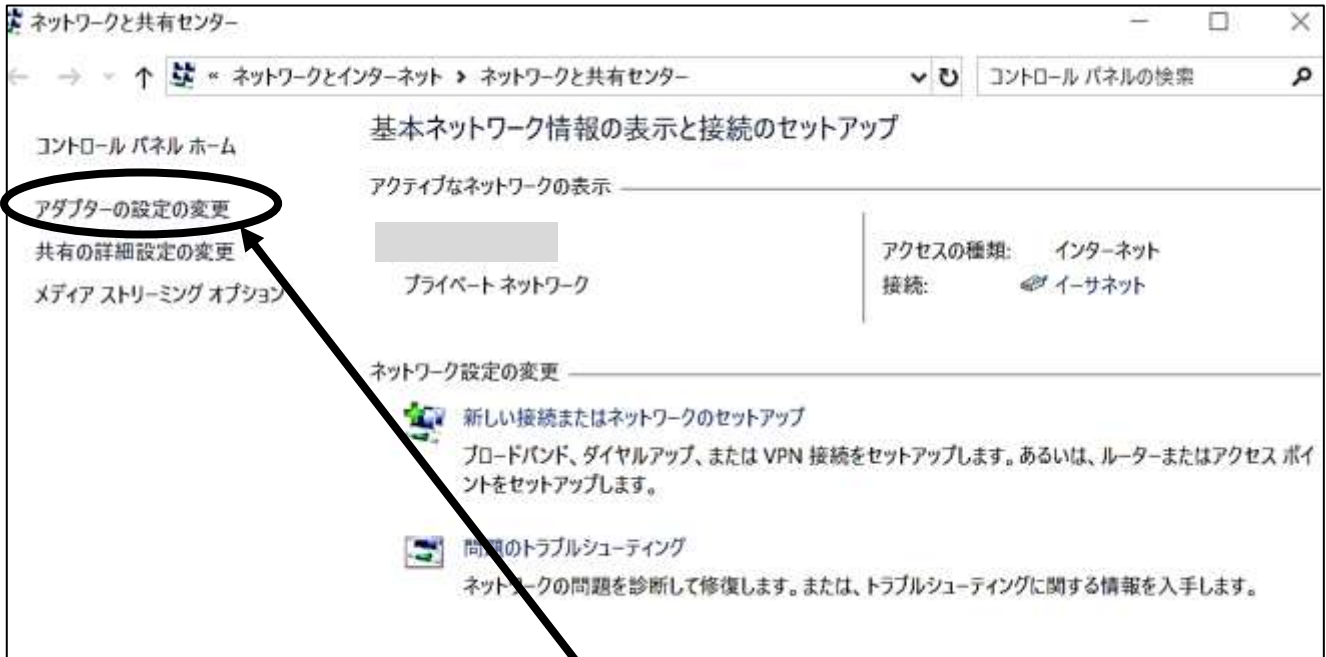 ネットワークと共有センター
« ネットワークとインターネット › ネットワークと共有センター
コントロール パネルの検索
コントロール パネル ホーム
アダプターの設定の変更
共有の詳細設定の変更
メディア ストリーミング オプション
基本ネットワーク情報の表示と接続のセットアップ
アクティブなネットワークの表示
プライベート ネットワーク
アクセスの種類: インターネット
接続: イーサネット
ネットワーク設定の変更
新しい接続またはネットワークのセットアップ
ブロードバンド、ダイヤルアップ、または VPN 接続をセットアップします。あるいは、ルーターまたはアクセス ポイ
ントをセットアップします。
問題のトラブルシューティング
ネットワークの問題を診断して修復します。または、トラブルシューティングに関する情報を入手します。